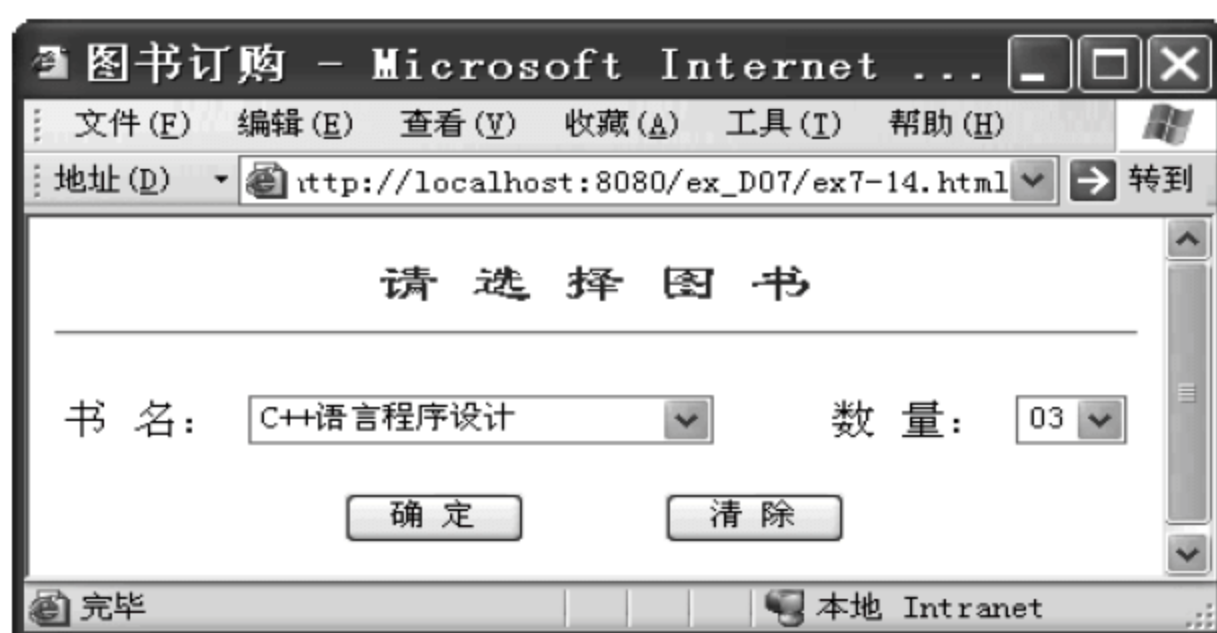 图书订购 - Microsoft Internet ...
文件(F) 编辑(E) 查看(V) 收藏(A) 工具(T) 帮助(H)
地址(D) ttp://localhost:8080/ex_D07/ex7-14.html 转到
请 选 择 图 书
书 名： C++语言程序设计 数 量： 03
确 定 清 除
完毕 本地 Intranet